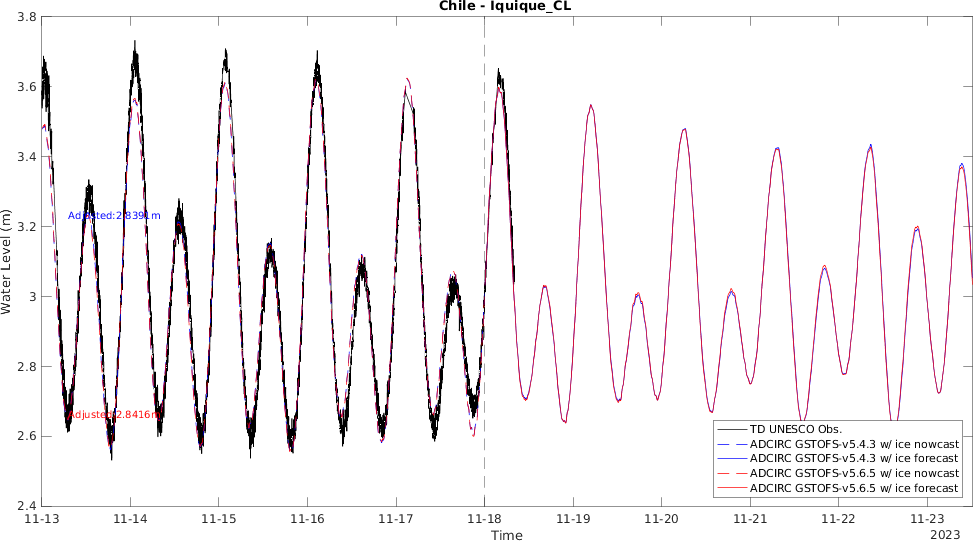 Chile - Iquique_CL
3.8
3.6
3.4
3.2
3
2.8
2.6
2.4
Water Level (m)
Adjusted:2.8391m
Adjusted:2.8416m
TD UNESCO Obs.
ADCIRC GSTOFS-v5.4.3 w/ ice nowcast
ADCIRC GSTOFS-v5.4.3 w/ ice forecast
ADCIRC GSTOFS-v5.6.5 w/ ice nowcast
ADCIRC GSTOFS-v5.6.5 w/ ice forecast
11-13 11-14 11-15 11-16 11-17 11-18 11-19 11-20 11-21 11-22 11-23
Time
2023